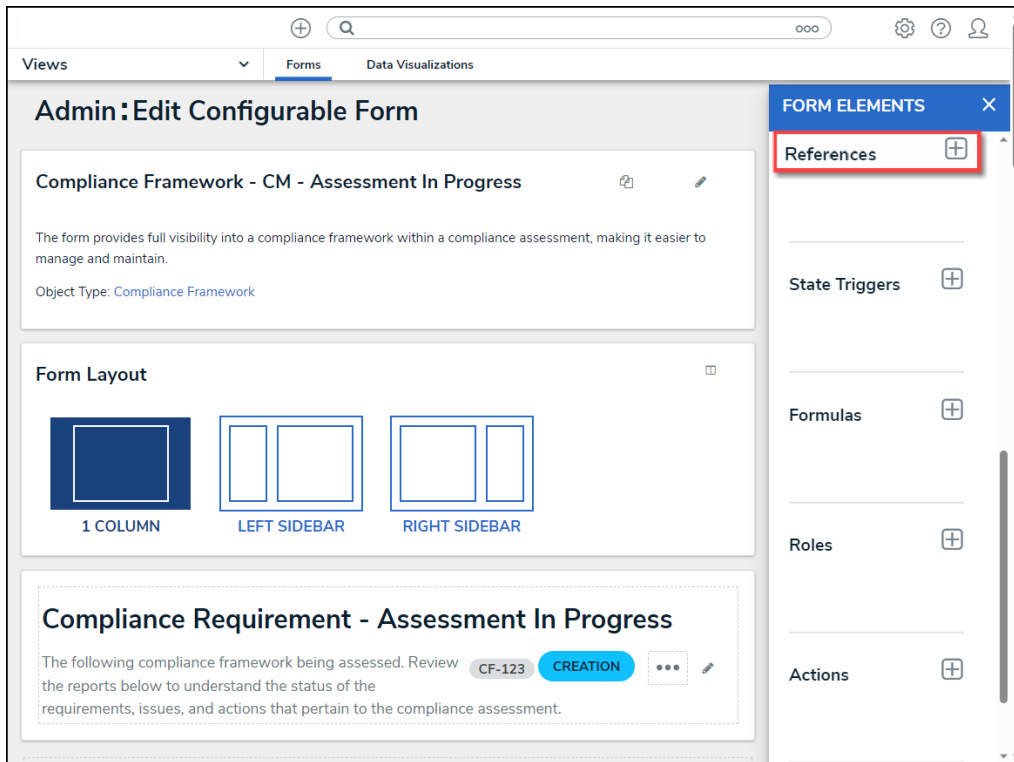 Views
Forms
Data Visualizations
Admin:Edit Configurable Form
FORM ELEMENTS
References
Compliance Framework - CM - Assessment In Progress
The form provides full visibility into a compliance framework within a compliance assessment, making it easier to
manage and maintain.
Object Type: Compliance Framework
State Triggers
Form Layout
1 COLUMN
LEFT SIDEBAR
RIGHT SIDEBAR
Formulas
Roles
Compliance Requirement - Assessment In Progress
The following compliance framework being assessed. Review
the reports below to understand the status of the
requirements, issues, and actions that pertain to the compliance assessment.
CF-123
CREATION
Actions